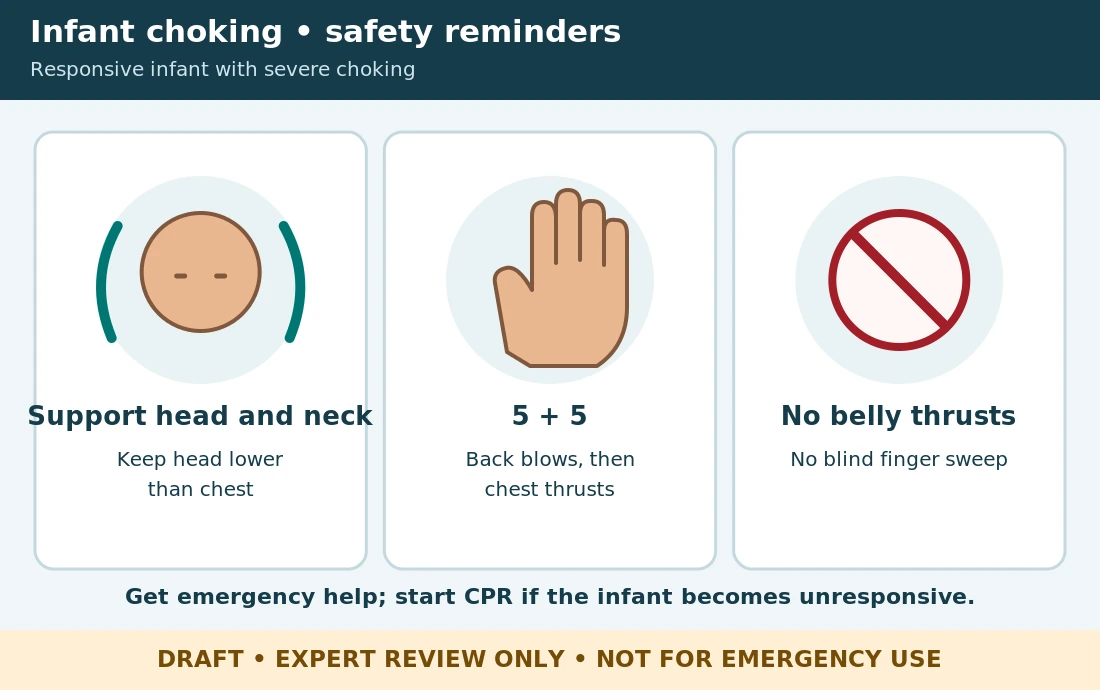 Infant choking • safety reminders
Responsive infant with severe choking
Support head and neck
Keep head lower
than chest
5 + 5
Back blows, then
chest thrusts
No belly thrusts
No blind finger sweep
Get emergency help; start CPR if the infant becomes unresponsive.
DRAFT • EXPERT REVIEW ONLY • NOT FOR EMERGENCY USE